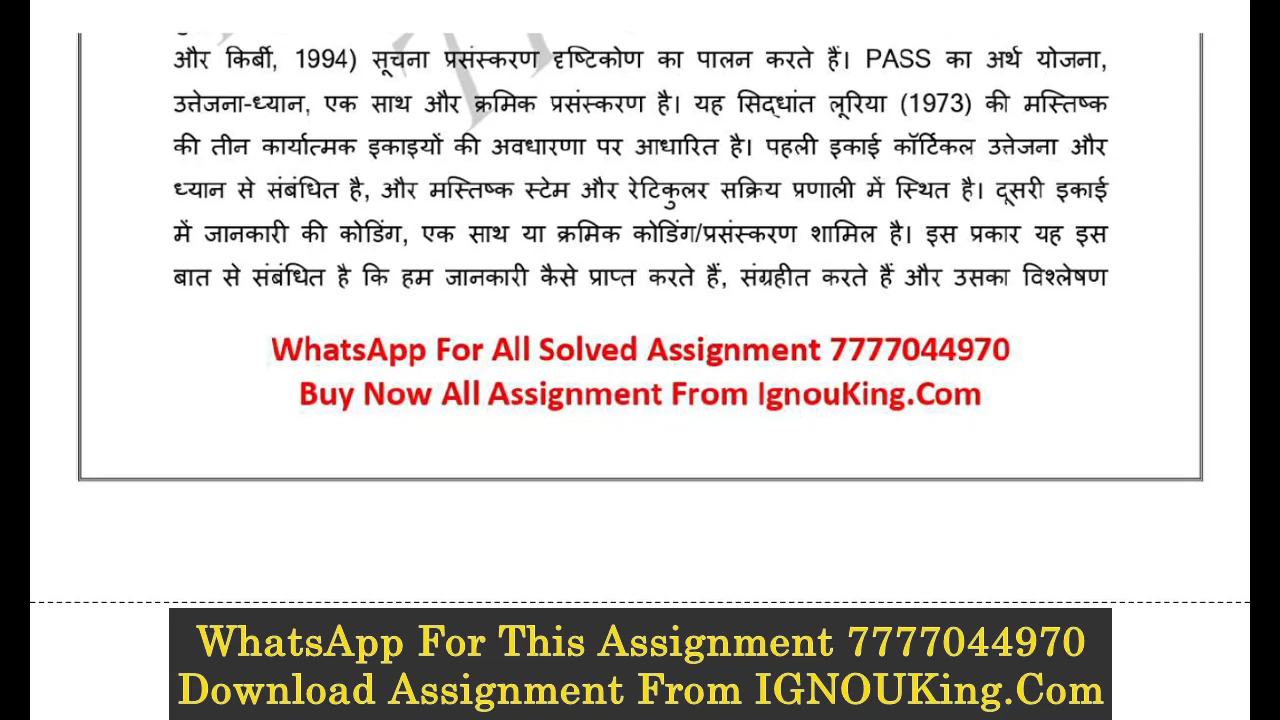 और किर्बी, 1994) सूचना प्रसंस्करण दृष्टिकोण का पालन करते हैं। PASS का अर्थ योजना,
उत्तेजना-ध्यान, एक साथ और क्रमिक प्रसंस्करण है। यह सिद्धांत लूरिया (1973) की मस्तिष्क
की तीन कार्यात्मक इकाइयों की अवधारणा पर आधारित है। पहली इकाई कॉर्टिकल उत्तेजना और
ध्यान से संबंधित है, और मस्तिष्क स्टेम और रेटिकुलर सक्रिय प्रणाली में स्थित है। दूसरी इकाई
में जानकारी की कोडिंग, एक साथ या क्रमिक कोडिंग/प्रसंस्करण शामिल है। इस प्रकार यह इस
बात से संबंधित है कि हम जानकारी कैसे प्राप्त करते हैं, संग्रहीत करते हैं और उसका विश्लेषण
WhatsApp For All Solved Assignment 7777044970
Buy Now All Assignment From IgnouKing.Com
WhatsApp For This Assignment 7777044970
Download Assignment From IGNOUKing.Com